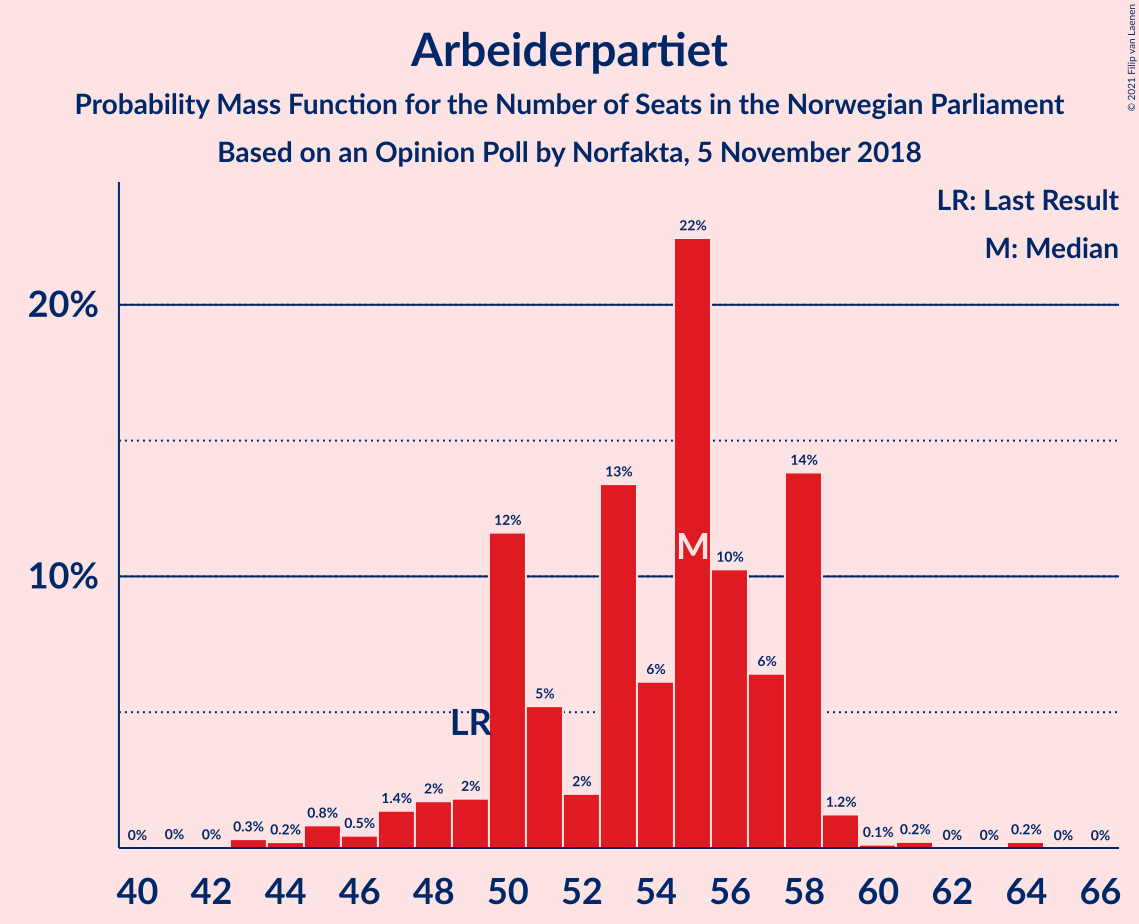 Arbeiderpartiet
Probability Mass Function for the Number of Seats in the Norwegian Parliament
Based on an Opinion Poll by Norfakta, 5 November 2018
© 2021 Filip van Laenen
LR: Last Result
M: Median
20%
10%
0% 0% 0% 0.3% 0.2% 0.8% 0.5% 1.4% 2% 2% 12% 5% 2% 13% 6% 22% 10% 6% 14% 1.2% 0.1% 0.2% 0% 0% 0.2% 0% 0%
LR
M
40 42 44 46 48 50 52 54 56 58 60 62 64 66